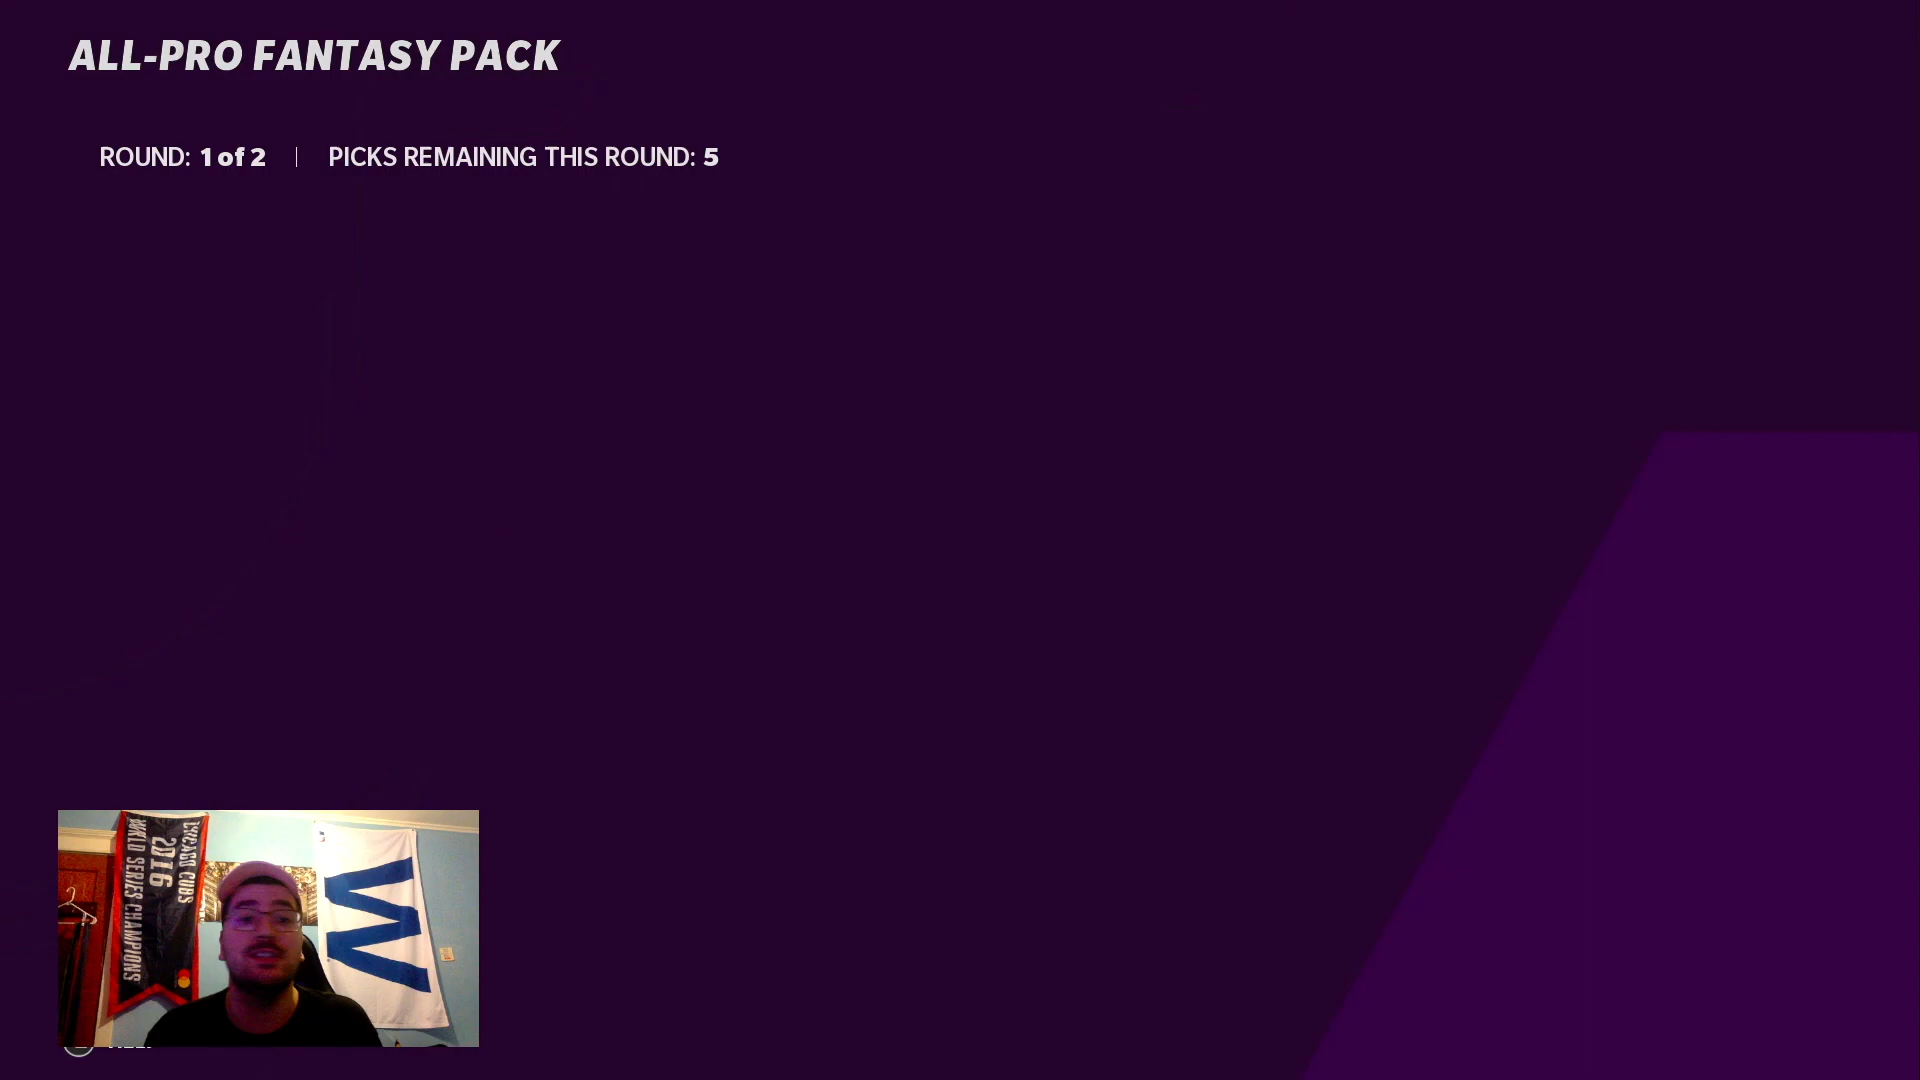 ALL-PRO FANTASY PACK
ROUND: 1 of 2 | PICKS REMAINING THIS ROUND: 5
CHICAGO CUBS
2016
WORLD SERIES CHAMPIONS
W